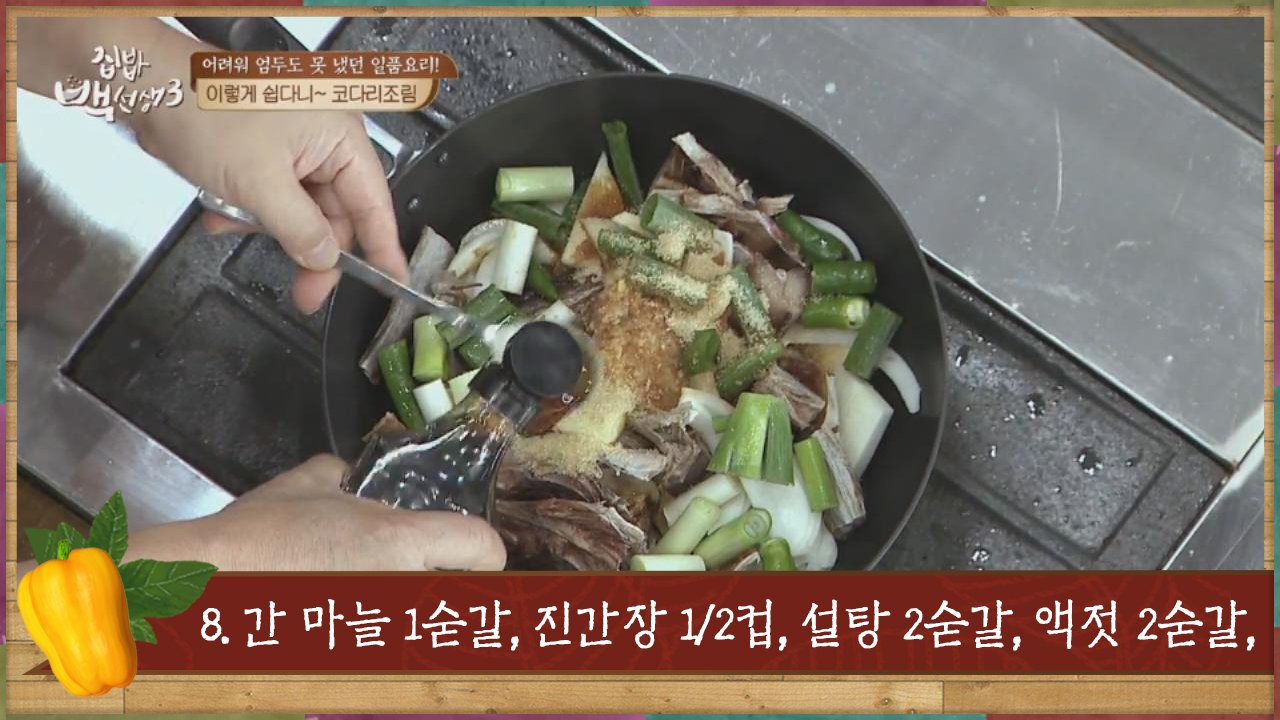 집밥
백선생3
어려워 엄두도 못 냈던 일품요리!
이렇게 쉽다니~ 코다리조림
8. 간 마늘 1숟갈, 진간장 1/2컵, 설탕 2숟갈, 액젓 2숟갈,